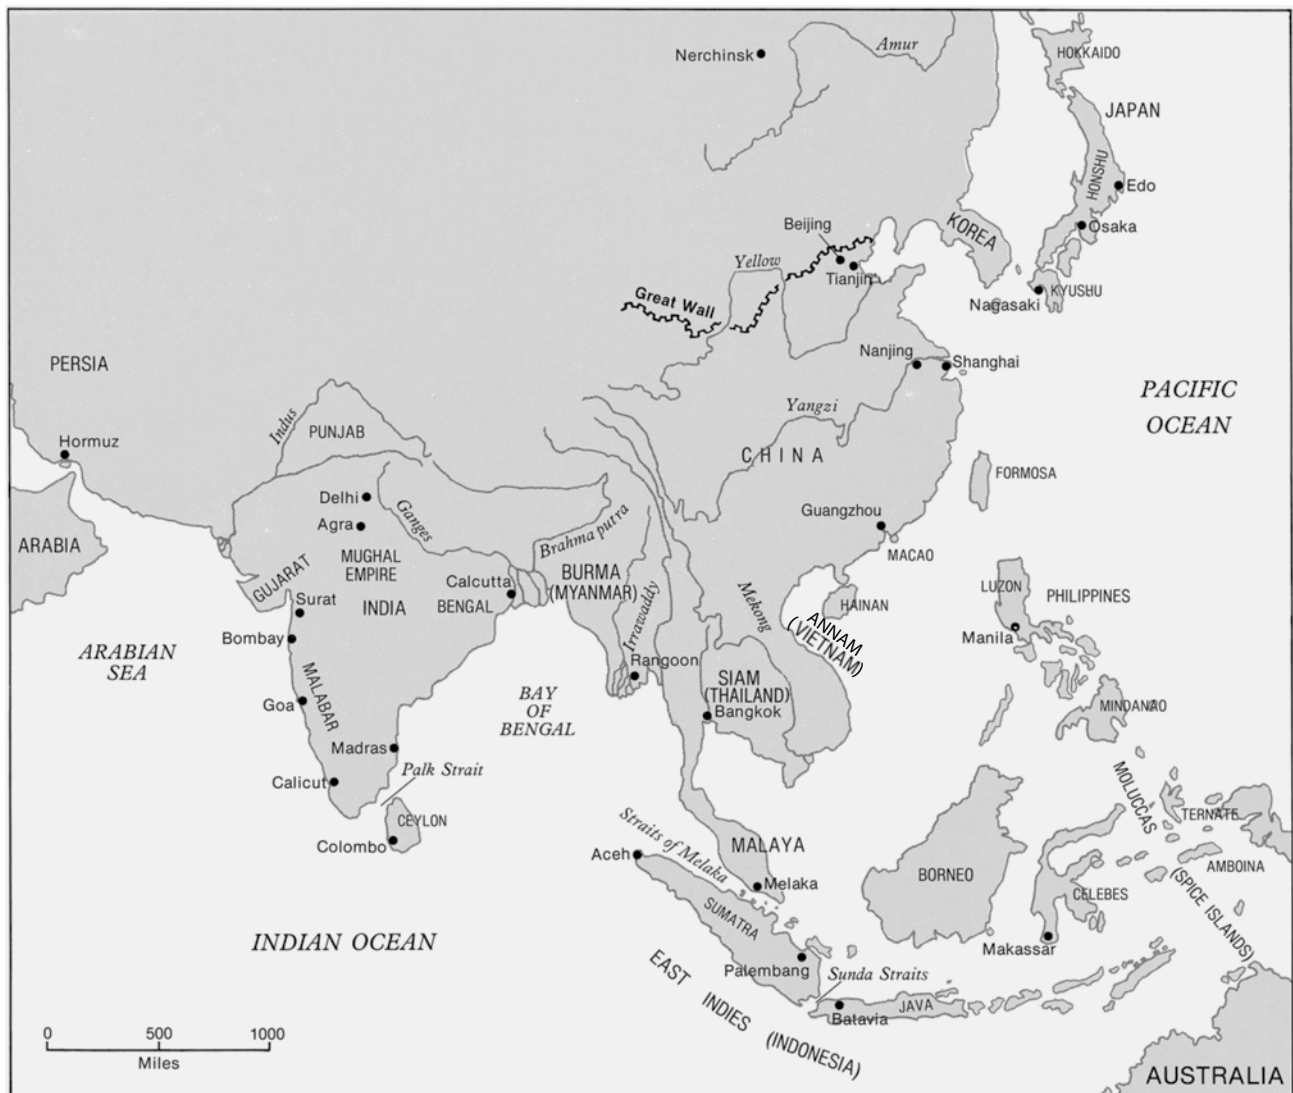 Nerchinsk
Amur
HOKKAIDO
JAPAN
HONSHU
Edo
Osaka
KOREA
Beijing
Tianjin
Yellow
Great Wall
Nagasaki
KYUSHU
Nanjing
Shanghai
PERSIA
PACIFIC
OCEAN
Yangzi
Indus
PUNJAB
Hormuz
CHINA
FORMOSA
Delhi
Ganges
Agra
Guangzhou
Brahma putra
ARABIA
MUGHAL
EMPIRE
MACAO
GUJARAT
BURMA
(MYANMAR)
Calcutta
BENGAL
INDIA
Surat
Irrawaddy
Mekong
HAINAN
LUZON
PHILIPPINES
ANNAM
(VIETNAM)
Bombay
Manila
ARABIAN
SEA
Rangoon
MALABAR
SIAM
(THAILAND)
Goa
BAY
OF
BENGAL
Bangkok
MINDANAO
Madras
Palk Strait
Calicut
MOLUCCAS
CEYLON
Colombo
Straits of Melaka
TERNATE
Aceh
MALAYA
Melaka
BORNEO
AMBOINA
CELEBES
(SPICE ISLANDS)
SUMATRA
INDIAN OCEAN
Makassar
Palembang
Sunda Straits
EAST INDIES (INDONESIA)
JAVA
Batavia
0 500 1000
Miles
AUSTRALIA